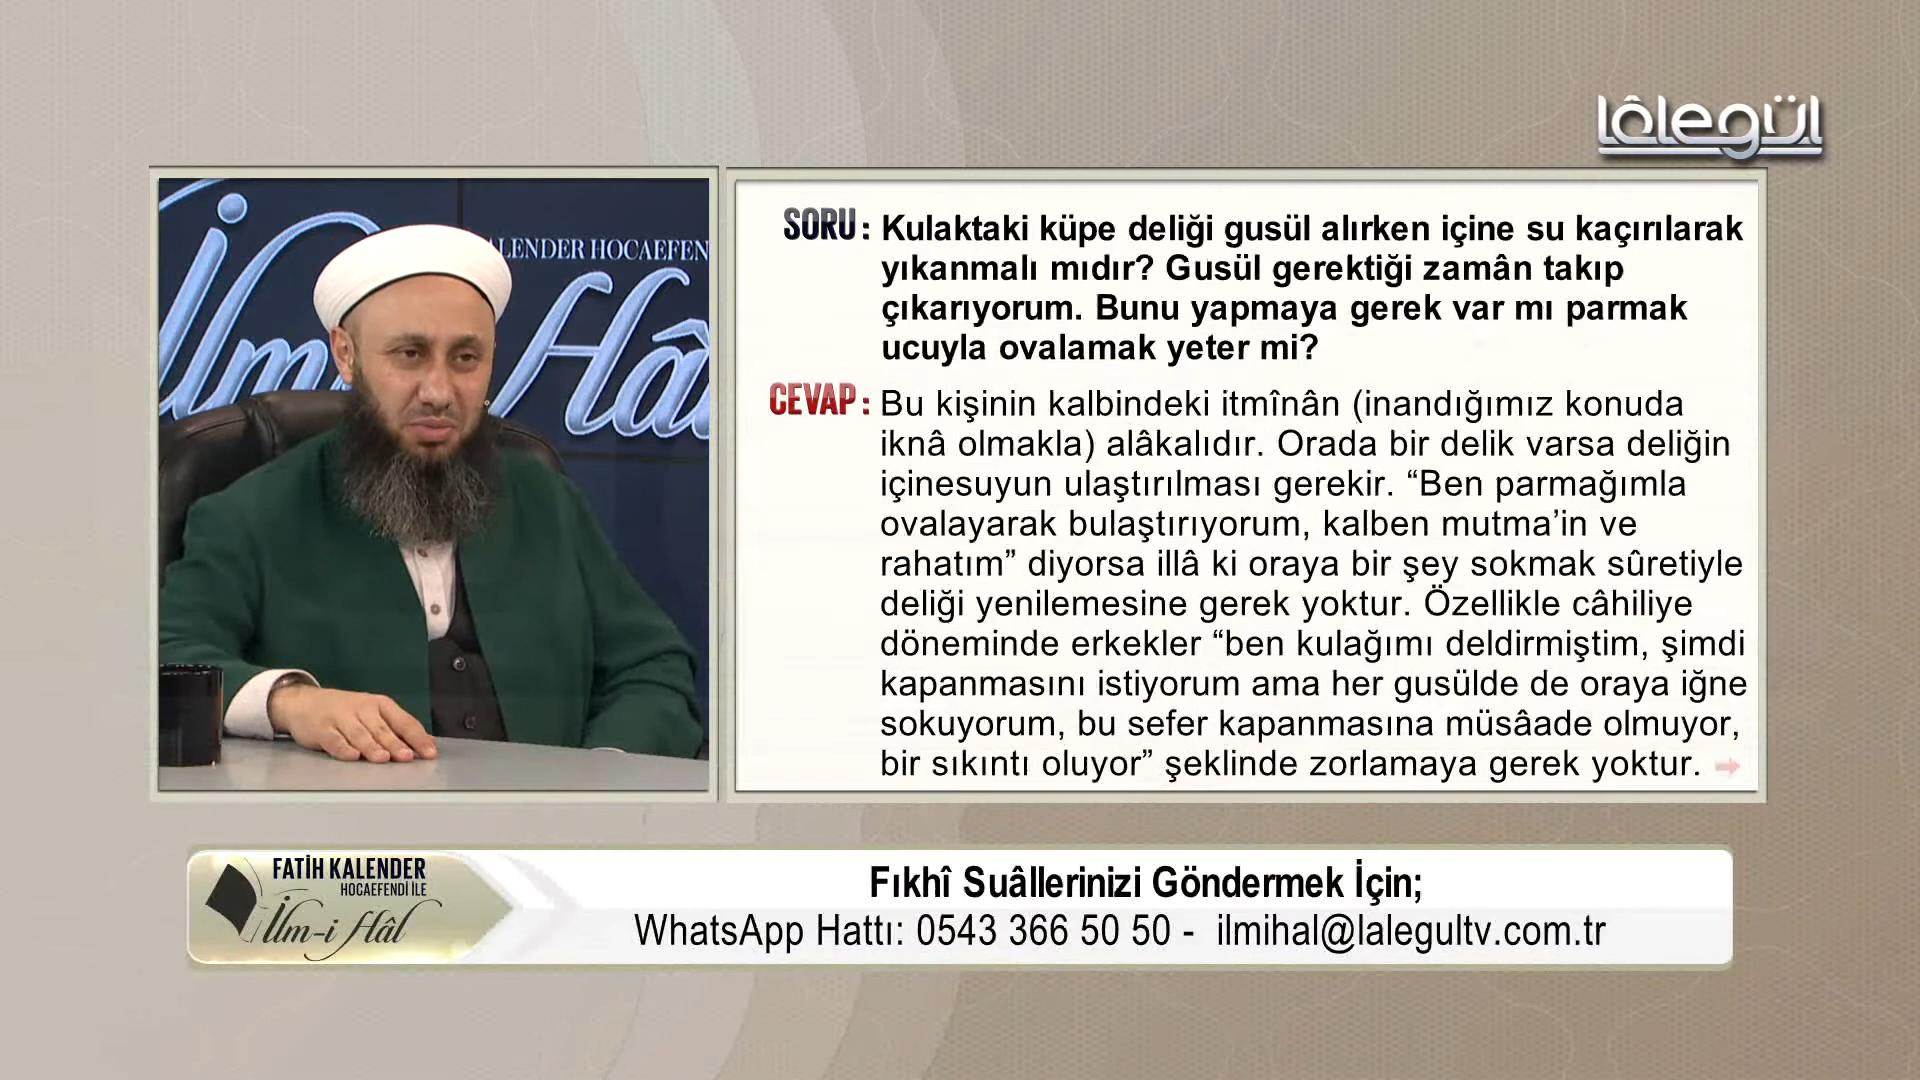 lâlegül
ALENDER HOCAEFEN
İlm-i Hâl
SORU : Kulaktaki küpe deliği gusül alırken içine su kaçırılarak
yıkanmalı mıdır? Gusül gerektiği zamân takıp
çıkarıyorum. Bunu yapmaya gerek var mı parmak
ucuyla ovalamak yeter mi?
CEVAP : Bu kişinin kalbindeki itmînân (inandığımız konuda
iknâ olmakla) alâkalıdır. Orada bir delik varsa deliğin
içinesuyun ulaştırılması gerekir. “Ben parmağımla
ovalayarak bulaştırıyorum, kalben mutma’in ve
rahatım” diyorsa illâ ki oraya bir şey sokmak sûretiyle
deliği yenilemesine gerek yoktur. Özellikle câhiliye
döneminde erkekler “ben kulağımı deldirmiştim, şimdi
kapanmasını istiyorum ama her gusülde de oraya iğne
sokuyorum, bu sefer kapanmasına müsâade olmuyor,
bir sıkıntı oluyor” şeklinde zorlamaya gerek yoktur.
FATİH KALENDER
HOCAEFENDİ İLE
İlm-i Hâl
Fıkhî Suâllerinizi Göndermek İçin;
WhatsApp Hattı: 0543 366 50 50 - ilmihal@lalegultv.com.tr